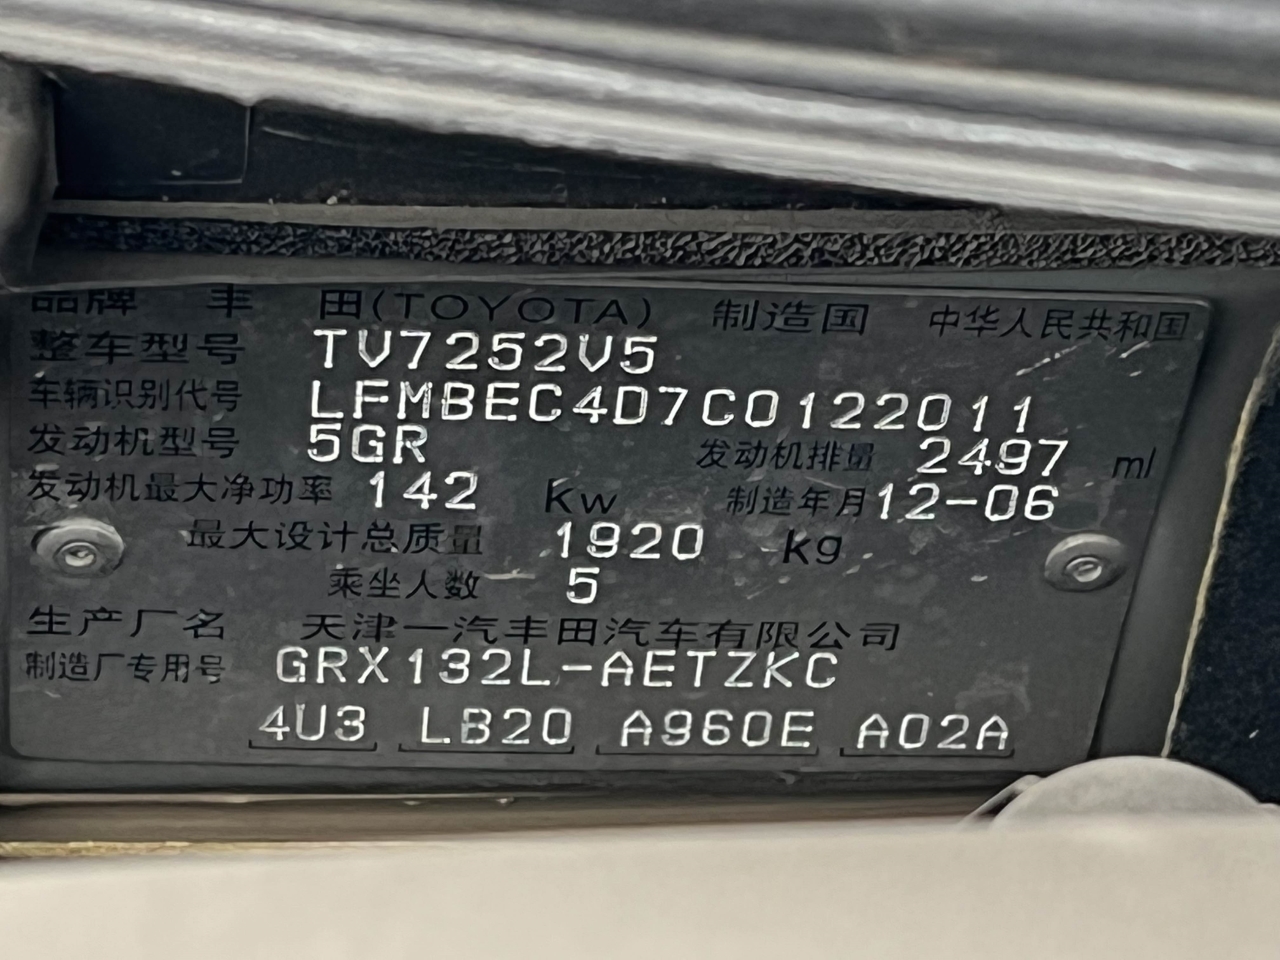 品牌 丰 田(TOYOTA) 制造国 中华人民共和国
整车型号 TV7252V5
车辆识别代号 LFMBEC4D7C0122011
发动机型号 5GR 发动机排量 2497 ml
发动机最大净功率 142 kw 制造年月 12-06
最大设计总质量 1920 kg
乘坐人数 5
生产厂名 天津一汽丰田汽车有限公司
制造厂专用号 GRX132L-AETZKC
4U3 LB20 A960E A02A